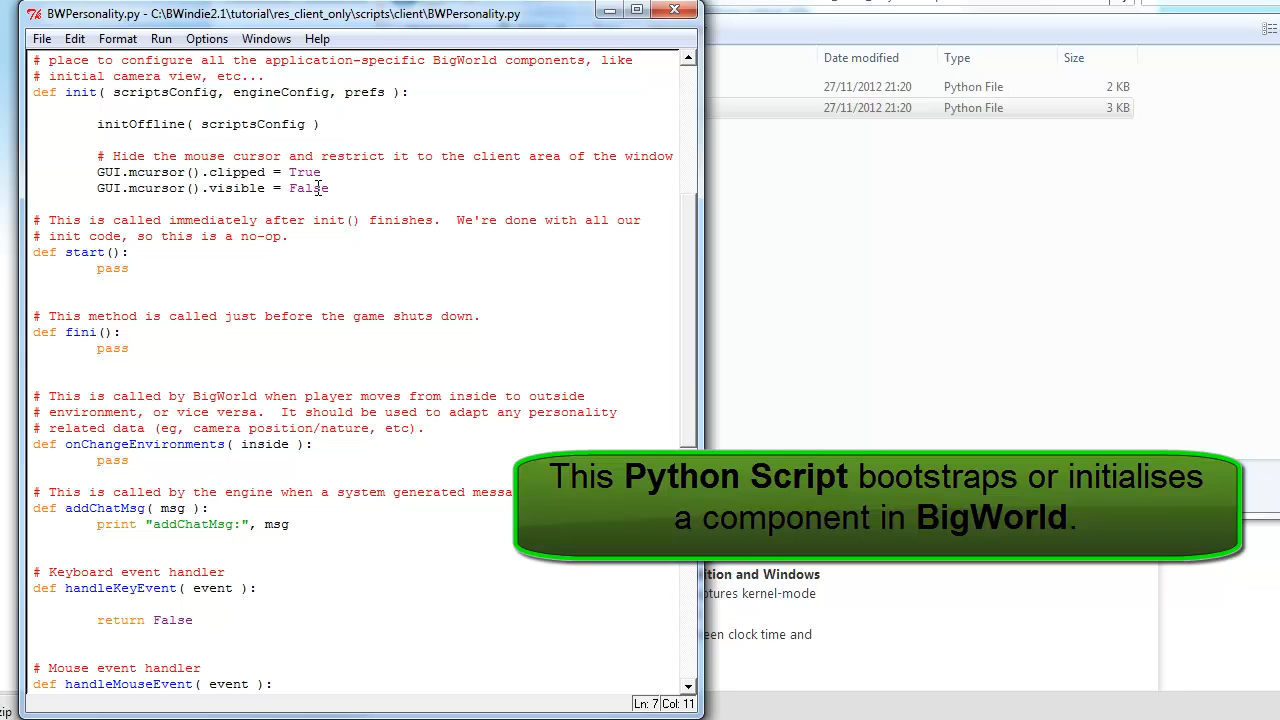 BWPersonality.py - C:\BWindie2.1\tutorial\res_client_only\scripts\client\BWPersonality.py
File Edit Format Run Options Windows Help
# place to configure all the application-specific BigWorld components, like
# initial camera view, etc...
def init( scriptsConfig, engineConfig, prefs ):
initOffline( scriptsConfig )
# Hide the mouse cursor and restrict it to the client area of the window
GUI.mcursor().clipped = True
GUI.mcursor().visible = False
# This is called immediately after init() finishes.  We're done with all our
# init code, so this is a no-op.
def start():
pass
# This method is called just before the game shuts down.
def fini():
pass
# This is called by BigWorld when player moves from inside to outside
# environment, or vice versa.  It should be used to adapt any personality
# related data (eg, camera position/nature, etc).
def onChangeEnvironments( inside ):
pass
# This is called by the engine when a system generated messa
def addChatMsg( msg ):
print "addChatMsg:", msg
# Keyboard event handler
def handleKeyEvent( event ):
return False
# Mouse event handler
def handleMouseEvent( event ):
Ln: 7 Col: 11
Date modified Type Size
27/11/2012 21:20 Python File 2 KB
27/11/2012 21:20 Python File 3 KB
This Python Script bootstraps or initialises
a component in BigWorld.
ition and Windows
ptures kernel-mode
een clock time and
zip